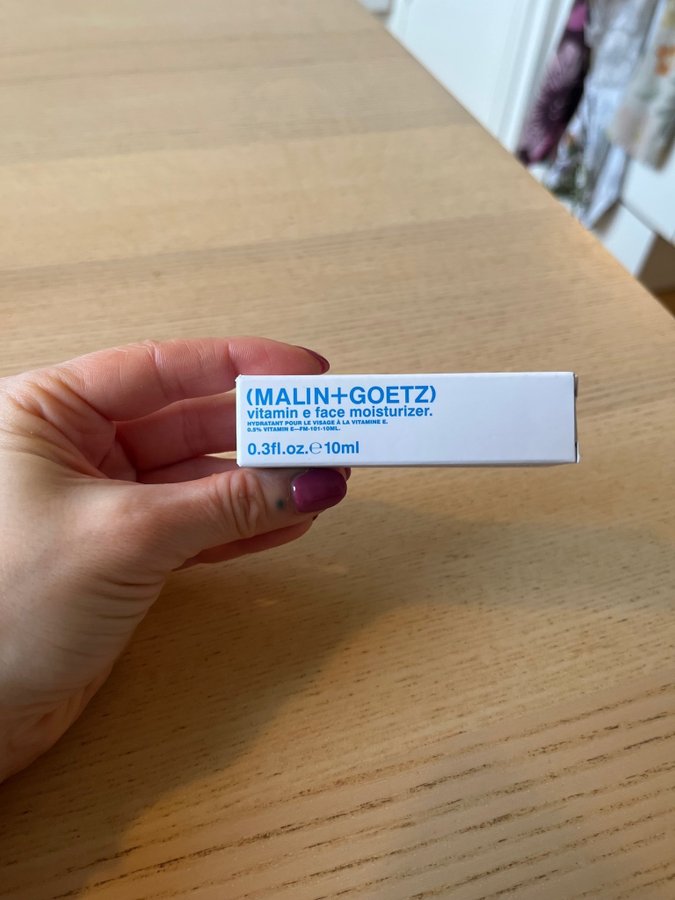 (MALIN+GOETZ)
vitamin e face moisturizer.
HYDRATANT POUR LE VISAGE À LA VITAMINE E.
0.5% VITAMIN E—FM-101-10ML.
0.3fl.oz.℮10ml